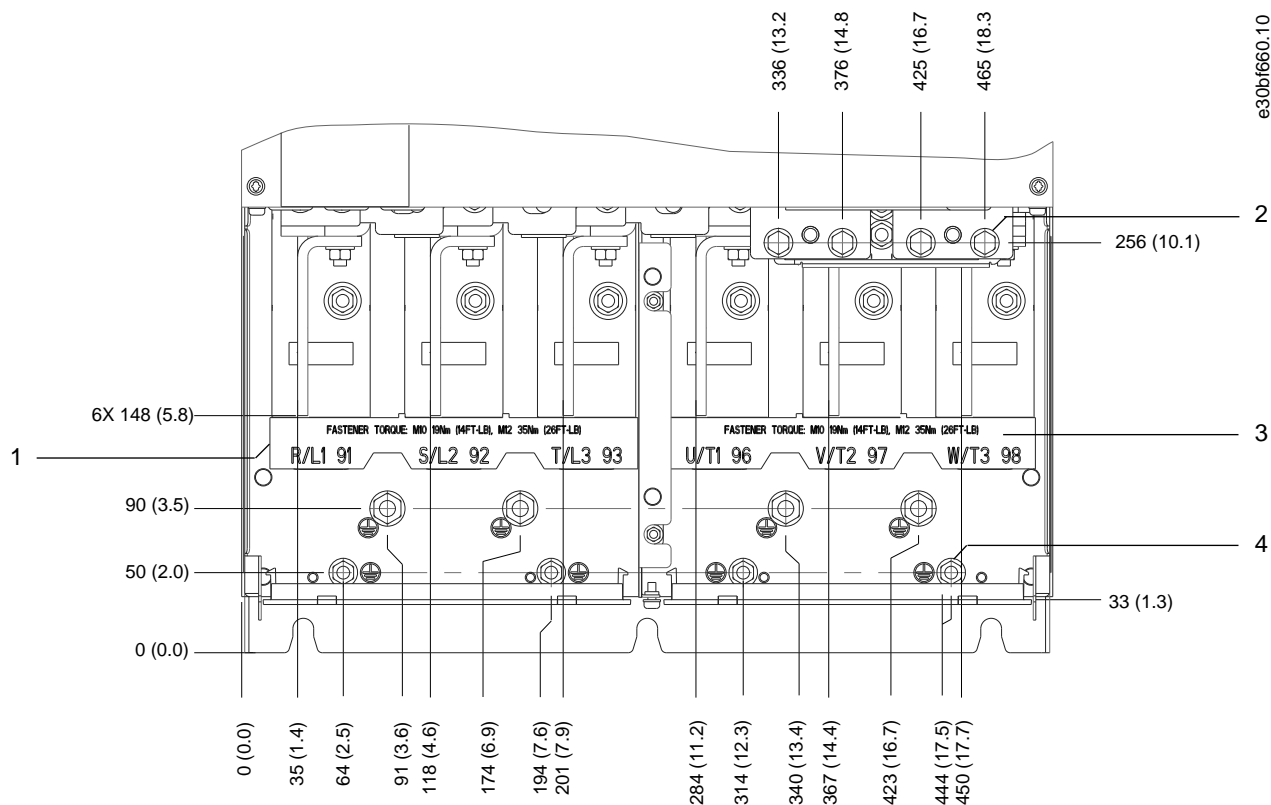 336 (13.2
376 (14.8
425 (16.7
465 (18.3
e30bf660.10
2
256 (10.1)
6X 148 (5.8)
FASTENER TORQUE: M10 19Nm (14FT-LB), M12 35Nm (26FT-LB)
FASTENER TORQUE: M10 19Nm (14FT-LB), M12 35Nm (26FT-LB)
3
1
R/L1 91
S/L2 92
T/L3 93
U/T1 96
V/T2 97
W/T3 98
90 (3.5)
4
50 (2.0)
33 (1.3)
0 (0.0)
0 (0.0)
35 (1.4)
64 (2.5)
91 (3.6)
118 (4.6)
174 (6.9)
194 (7.6)
201 (7.9)
284 (11.2)
314 (12.3)
340 (13.4)
367 (14.4)
423 (16.7)
444 (17.5)
450 (17.7)